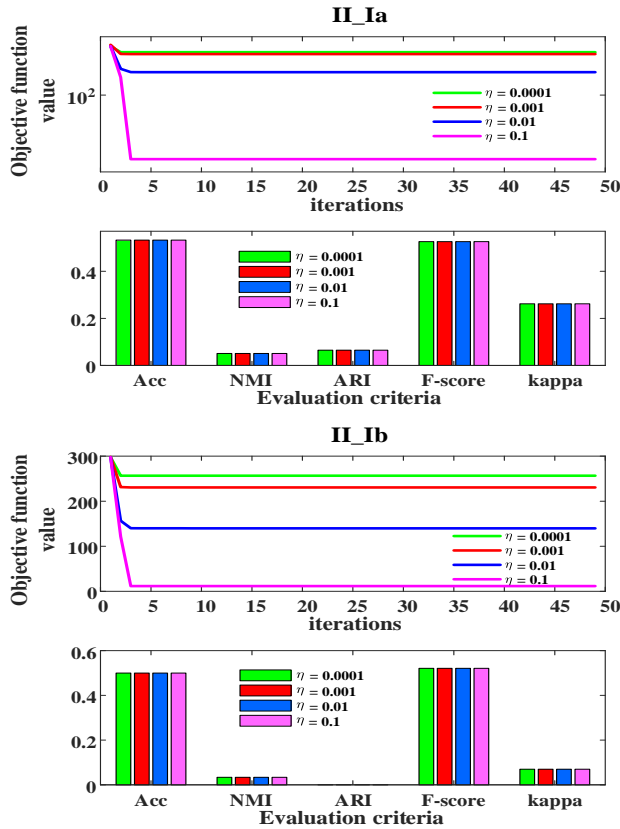 II_Ia
Objective function
value
10²
η = 0.0001
η = 0.001
η = 0.01
η = 0.1
0 5 10 15 20 25 30 35 40 45 50
iterations
0.4
0.2
0
η = 0.0001
η = 0.001
η = 0.01
η = 0.1
Acc NMI ARI F-score kappa
Evaluation criteria
II_Ib
Objective function
value
300
200
100
0
η = 0.0001
η = 0.001
η = 0.01
η = 0.1
0 5 10 15 20 25 30 35 40 45 50
iterations
0.6
0.4
0.2
0
η = 0.0001
η = 0.001
η = 0.01
η = 0.1
Acc NMI ARI F-score kappa
Evaluation criteria